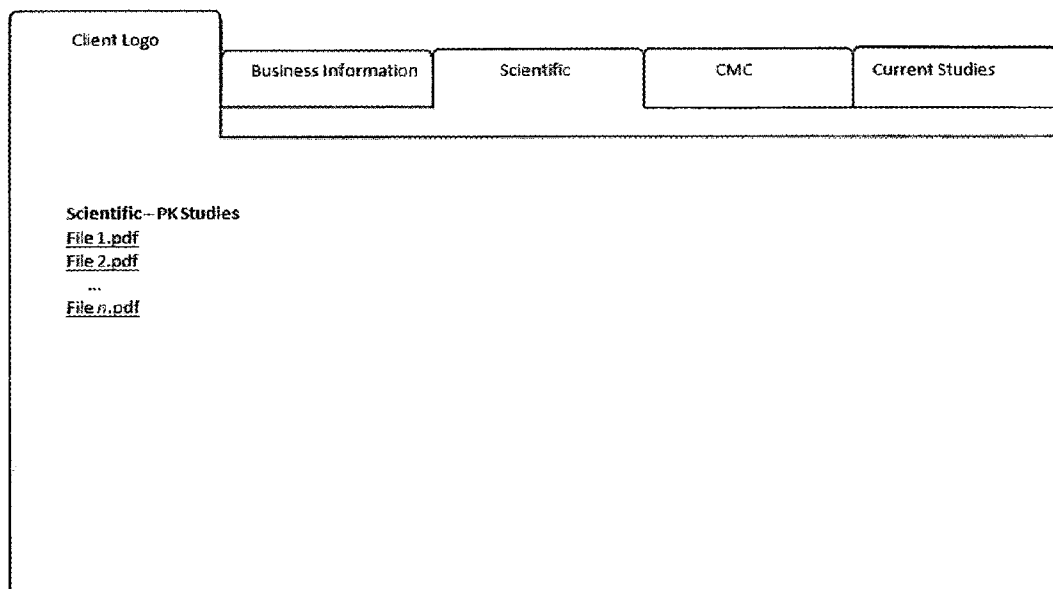 Client Logo
Business Information
Scientific
CMC
Current Studies
Scientific – PK Studies
File 1.pdf
File 2.pdf
...
File n.pdf